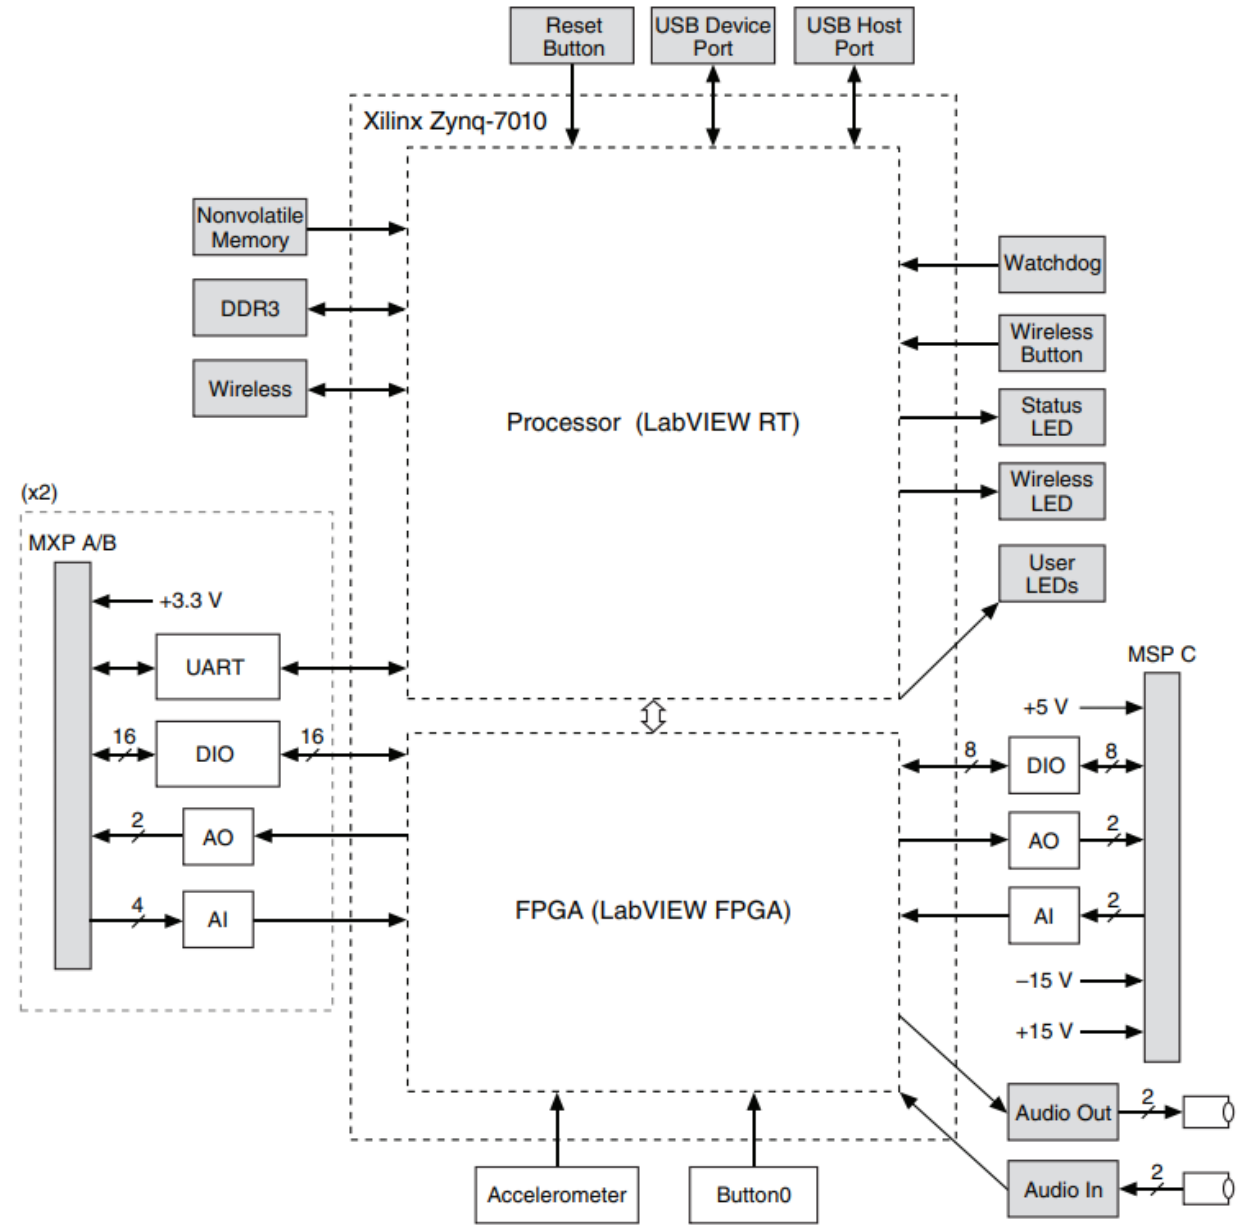 Reset
Button
USB Device
Port
USB Host
Port
Xilinx Zynq-7010
Nonvolatile
Memory
DDR3
Wireless
Processor (LabVIEW RT)
Watchdog
Wireless
Button
Status
LED
Wireless
LED
User
LEDs
(x2)
MXP A/B
+3.3 V
UART
16
DIO
16
2
AO
4
AI
FPGA (LabVIEW FPGA)
MSP C
+5 V
8
DIO
8
AO
2
AI
2
–15 V
+15 V
Audio Out
2
Audio In
2
Accelerometer
Button0